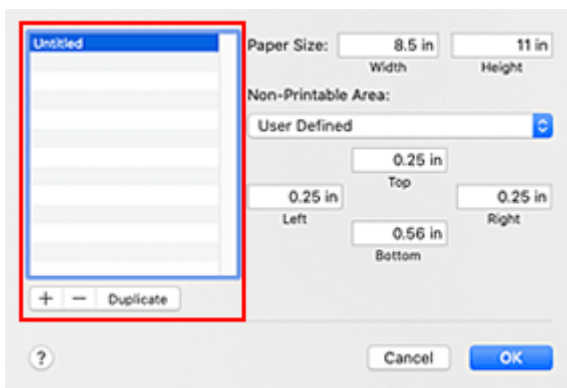 Untitled
Paper Size: 8.5 in 11 in
Width Height
Non-Printable Area:
User Defined
0.25 in
Top
0.25 in 0.25 in
Left Right
0.56 in
Bottom
+ − Duplicate
? Cancel OK